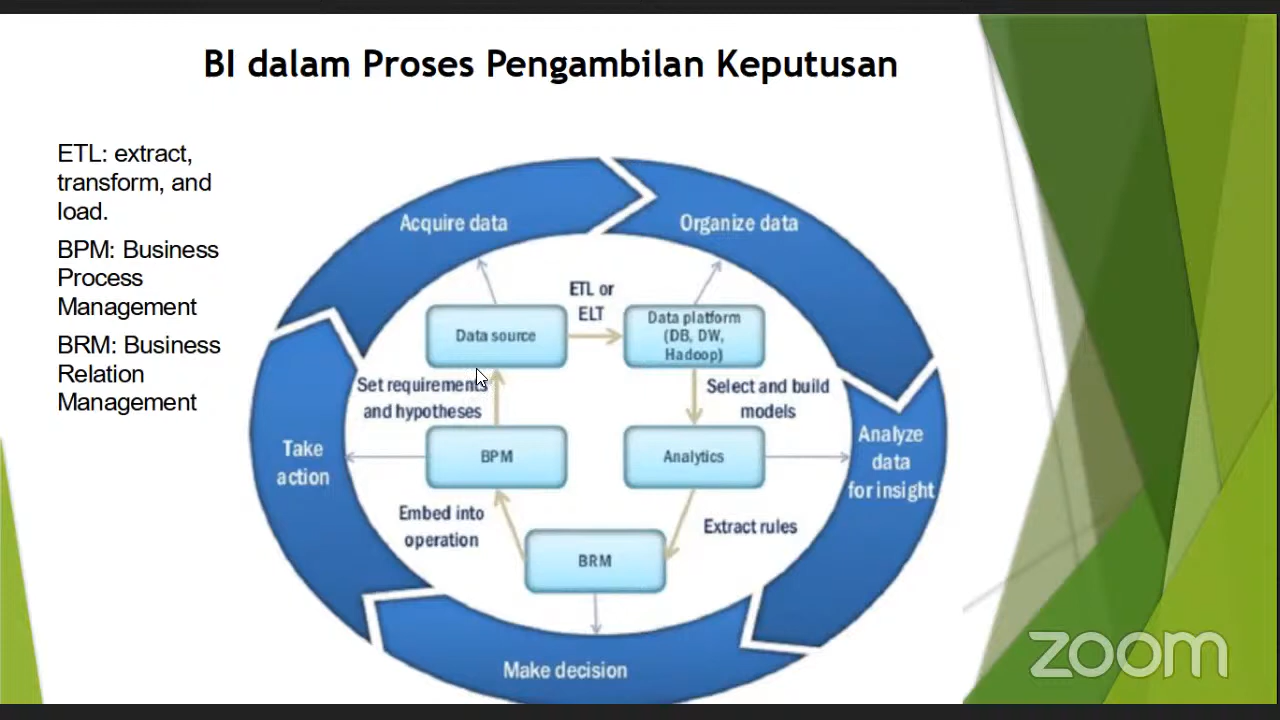 BI dalam Proses Pengambilan Keputusan
ETL: extract,
transform, and
load.
BPM: Business
Process
Management
BRM: Business
Relation
Management
Acquire data
Organize data
ETL or
ELT
Data source
Data platform
(DB, DW,
Hadoop)
Set requirements
and hypotheses
Select and build
models
Take
action
BPM
Analytics
Analyze
data
for insight
Embed into
operation
Extract rules
BRM
Make decision
zoom